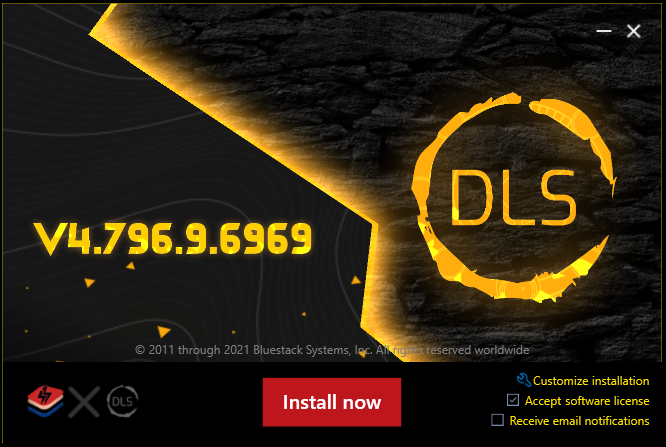 DLS
V4.796.9.6969
© 2011 through 2021 Bluestack Systems, Inc. All rights reserved worldwide
Customize installation
DLS
Install now
Accept software license
Receive email notifications